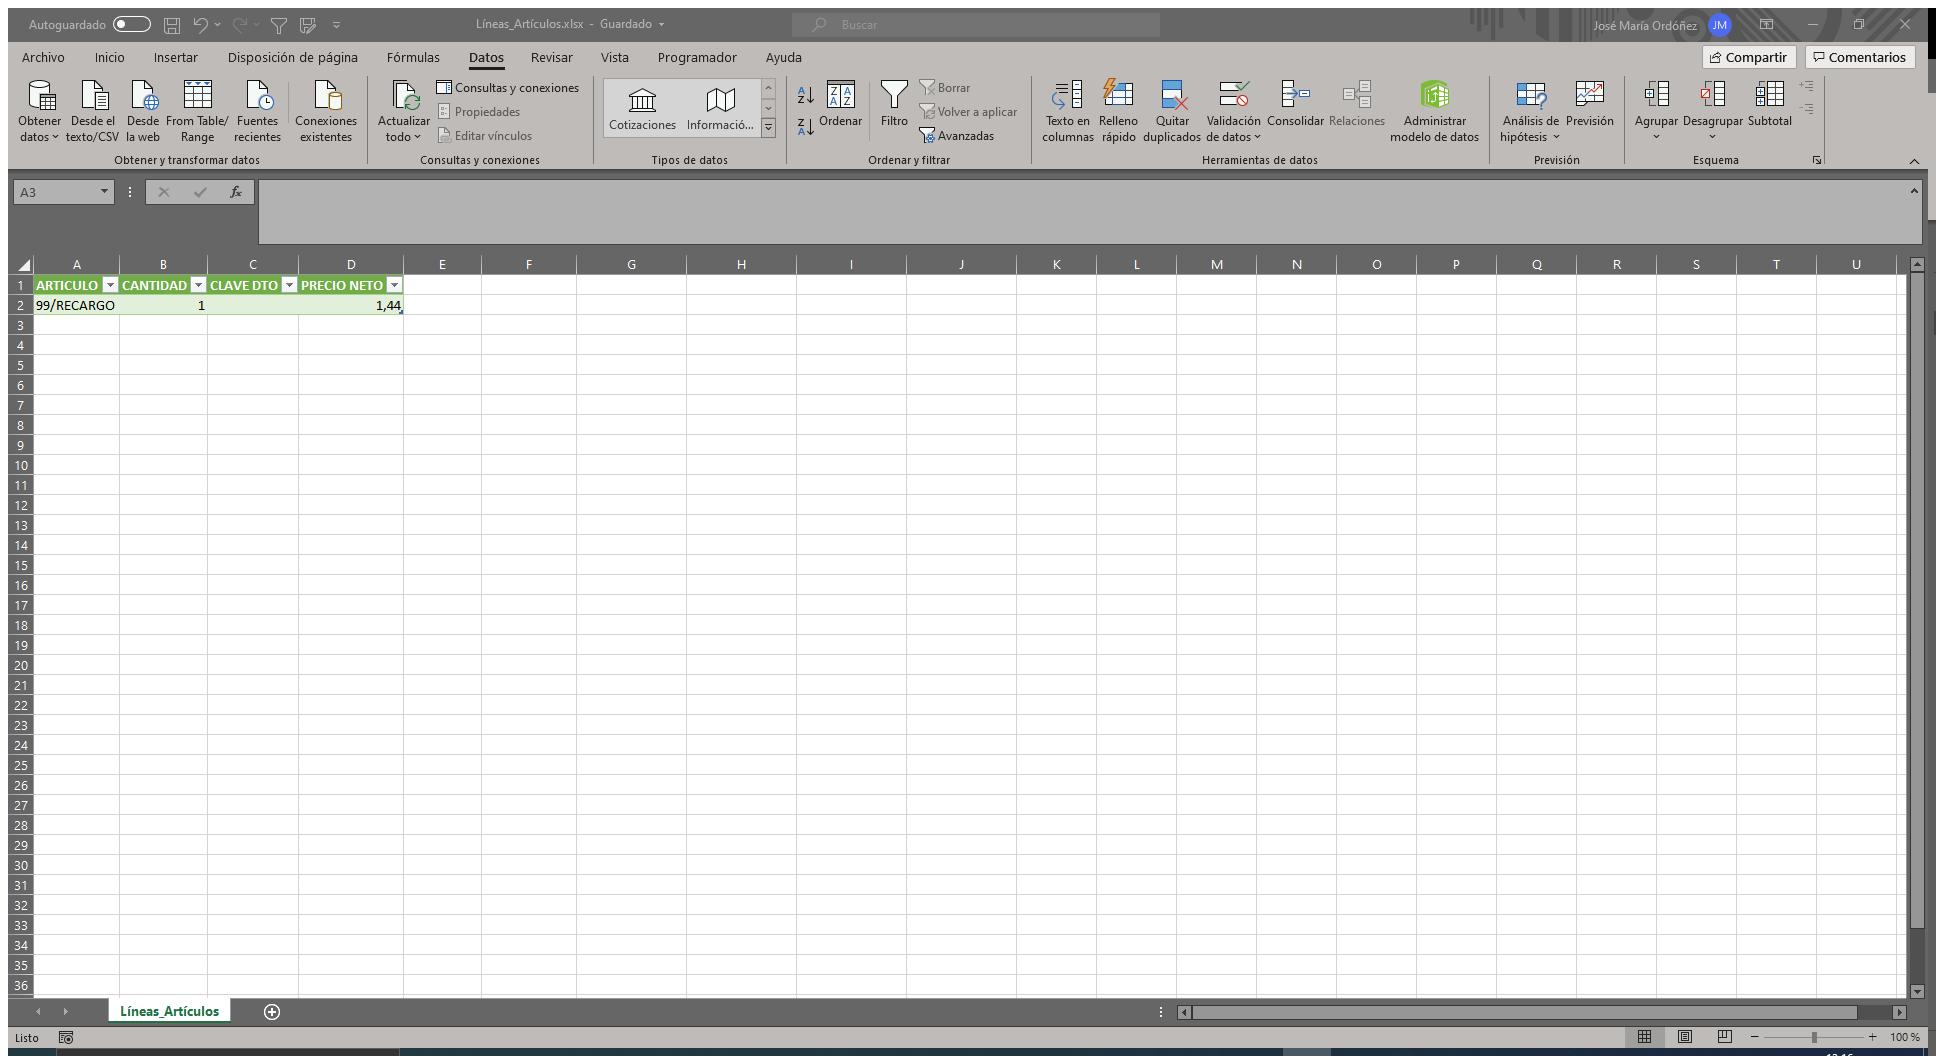 Autoguardado
Líneas_Artículos.xlsx - Guardado
Buscar
José María Ordóñez JM
Archivo Inicio Insertar Disposición de página Fórmulas Datos Revisar Vista Programador Ayuda
Compartir Comentarios
Obtener datos
Desde el texto/CSV
Desde la web
From Table/ Range
Fuentes recientes
Conexiones existentes
Obtener y transformar datos
Actualizar todo
Consultas y conexiones
Propiedades
Editar vínculos
Consultas y conexiones
Cotizaciones
Informació...
Tipos de datos
Ordenar
Filtro
Borrar
Volver a aplicar
Avanzadas
Ordenar y filtrar
Texto en columnas
Relleno rápido
Quitar duplicados
Validación de datos
Consolidar
Relaciones
Administrar modelo de datos
Herramientas de datos
Análisis de hipótesis
Previsión
Previsión
Agrupar
Desagrupar
Subtotal
Esquema
A3
fx
A B C D E F G H I J K L M N O P Q R S T U
1 ARTICULO CANTIDAD CLAVE DTO PRECIO NETO
2 99/RECARGO 1 1,44
3
4
5
6
7
8
9
10
11
12
13
14
15
16
17
18
19
20
21
22
23
24
25
26
27
28
29
30
31
32
33
34
35
36
Líneas_Artículos
Listo
100 %